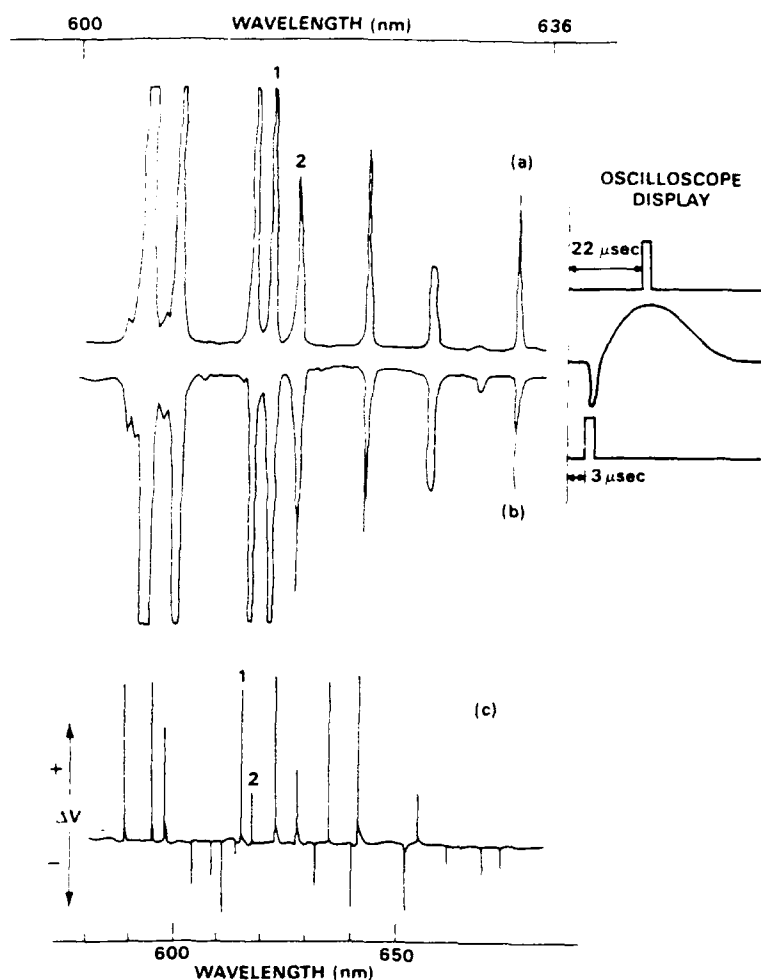 600 WAVELENGTH (nm) 636
1
2
(a)
OSCILLOSCOPE
DISPLAY
22 μsec
3 μsec
(b)
1
(c)
2
+
ΔV
−
600 650
WAVELENGTH (nm)